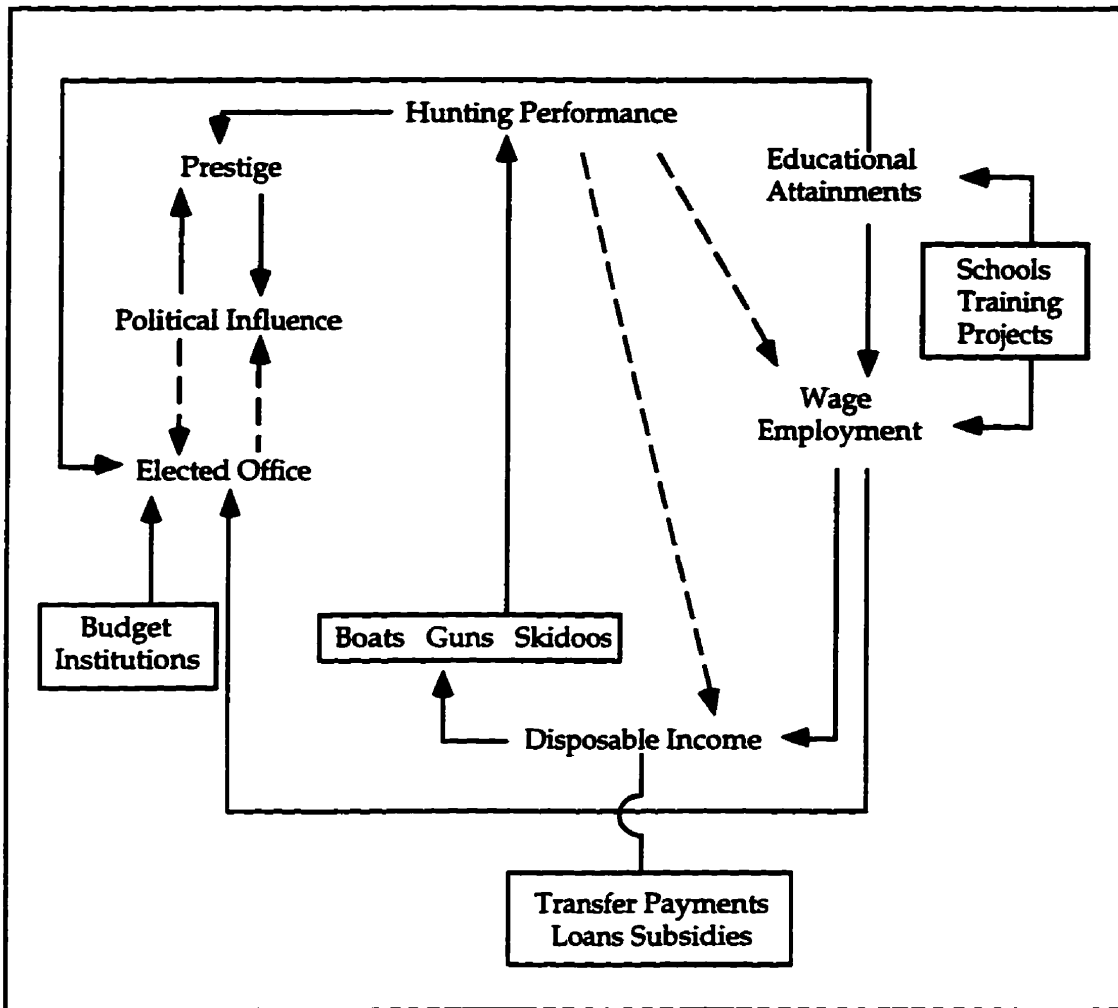 Hunting Performance
Prestige
Educational
Attainments
Schools
Training
Projects
Political Influence
Wage
Employment
Elected Office
Budget
Institutions
Boats Guns Skidoos
Disposable Income
Transfer Payments
Loans Subsidies